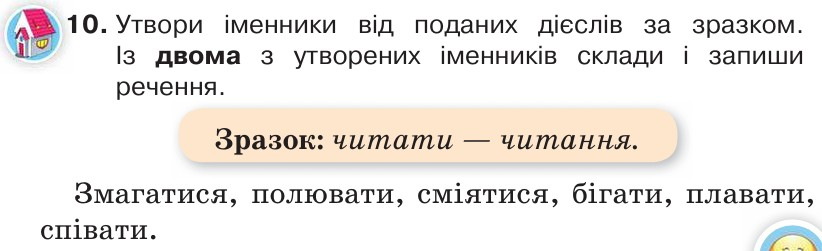 10. Утвори іменники від поданих дієслів за зразком.
Із двома з утворених іменників склади і запиши
речення.
Зразок: читати — читання.
Змагатися, полювати, сміятися, бігати, плавати,
співати.